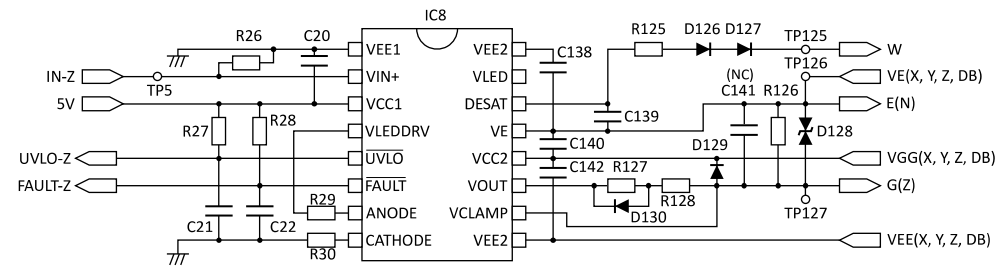 IC8
R26 C20 VEE1 VEE2 C138 R125 D126 D127 TP125 W
IN-Z TP5 VIN+ VLED TP126 VE(X, Y, Z, DB)
(NC)
5V VCC1 DESAT C139 C141 R126 E(N)
R27 R28 VLEDDRV VE C140 D129 D128
UVLO-Z UVLO VCC2 C142 R127 VGG(X, Y, Z, DB)
FAULT-Z FAULT VOUT R128 G(Z)
R29 ANODE VCLAMP D130 TP127
C21 C22 R30 CATHODE VEE2 VEE(X, Y, Z, DB)